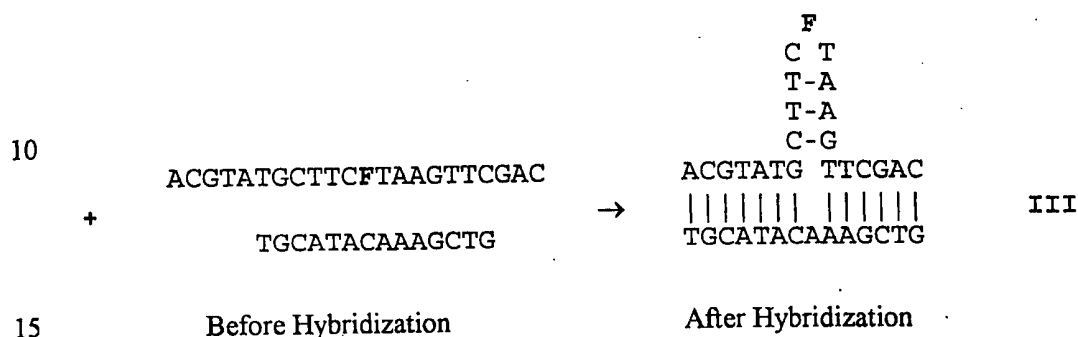 F
C T
T-A
T-A
C-G
10
ACGTATGCTTCFTAAGTTCGAC
ACGTATG TTCGAC
+
→
||||||| ||||||
III
TGCATACAAAGCTG
TGCATACAAAGCTG
15
Before Hybridization
After Hybridization